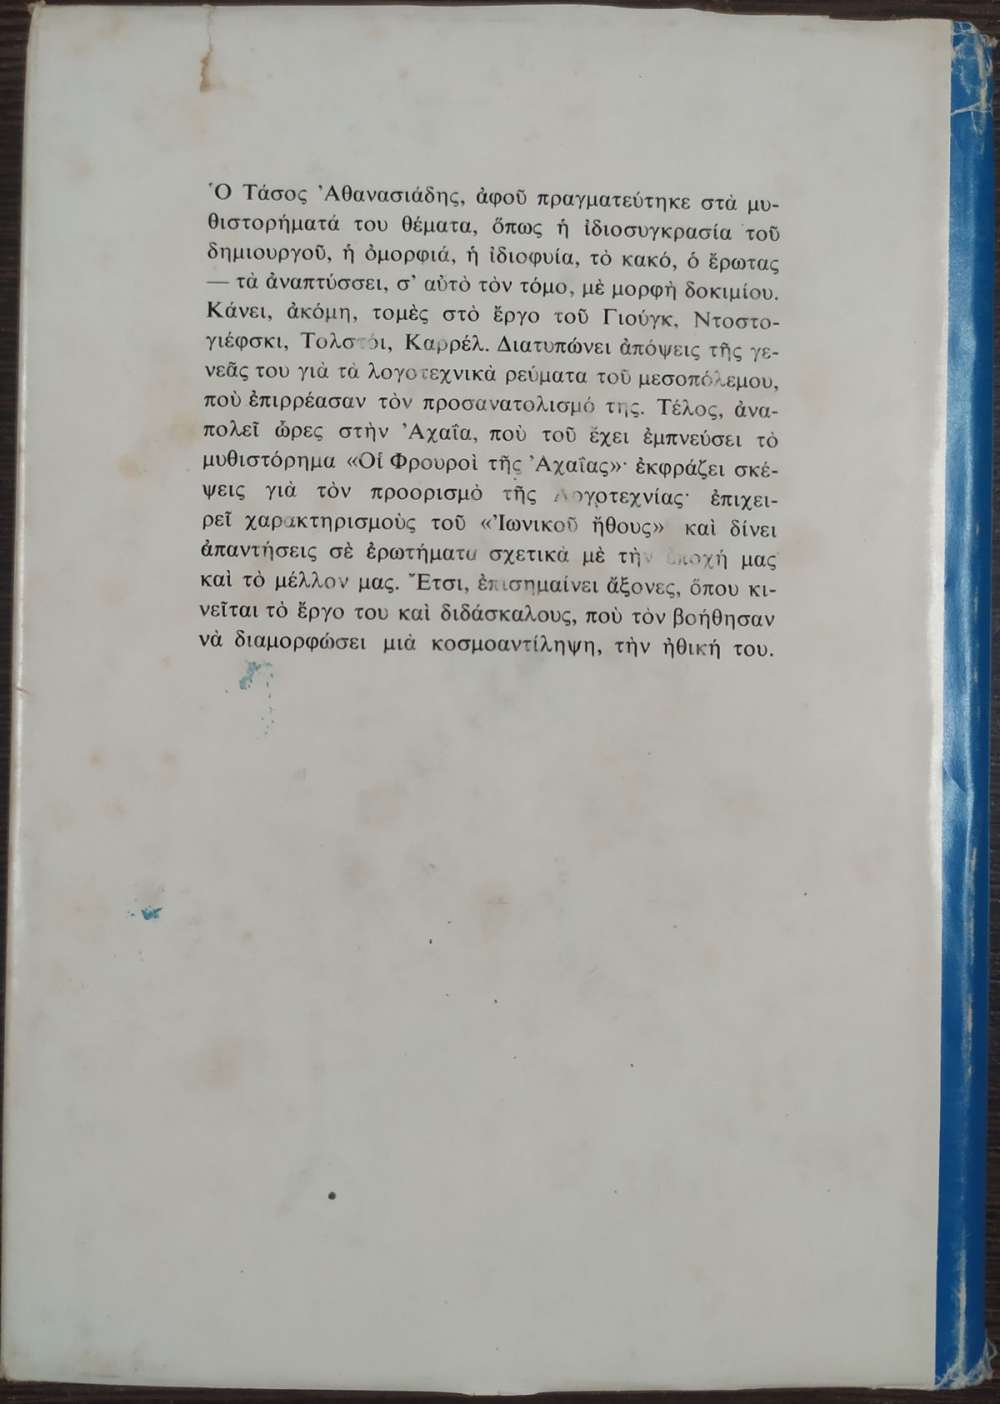 Ὁ Τάσος Ἀθανασιάδης, ἀφοῦ πραγματεύτηκε στὰ μυ-
θιστορήματά του θέματα, ὅπως ἡ ἰδιοσυγκρασία τοῦ
δημιουργοῦ, ἡ ὀμορφιά, ἡ ἰδιοφυία, τὸ κακό, ὁ ἔρωτας
— τὰ ἀναπτύσσει, σ' αὐτὸ τὸν τόμο, μὲ μορφὴ δοκιμίου.
Κάνει, ἀκόμη, τομὲς στὸ ἔργο τοῦ Γιούγκ, Ντοστο-
γιέφσκι, Τολστόι, Καρρέλ. Διατυπώνει ἀπόψεις τῆς γε-
νεᾶς του γιὰ τὰ λογοτεχνικὰ ρεύματα τοῦ μεσοπόλεμου,
ποὺ ἐπιρρέασαν τὸν προσανατολισμό της. Τέλος, ἀνα-
πολεῖ ὧρες στὴν Ἀχαΐα, ποὺ τοῦ ἔχει ἐμπνεύσει τὸ
μυθιστόρημα «Οἱ Φρουροὶ τῆς Ἀχαΐας»· ἐκφράζει σκέ-
ψεις γιὰ τὸν προορισμὸ τῆς Λογοτεχνίας· ἐπιχει-
ρεῖ χαρακτηρισμοὺς τοῦ «Ἰωνικοῦ ἤθους» καὶ δίνει
ἀπαντήσεις σὲ ἐρωτήματα σχετικὰ μὲ τὴν ἐποχή μας
καὶ τὸ μέλλον μας. Ἔτσι, ἐπισημαίνει ἄξονες, ὅπου κι-
νεῖται τὸ ἔργο του καὶ διδάσκαλους, ποὺ τὸν βοήθησαν
νὰ διαμορφώσει μιὰ κοσμοαντίληψη, τὴν ἠθική του.